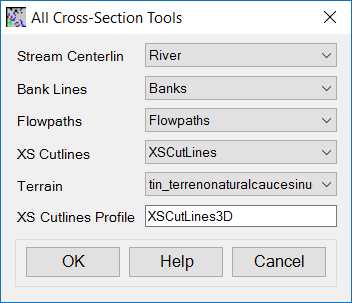 All Cross-Section Tools
Stream Centerlin River
Bank Lines Banks
Flowpaths Flowpaths
XS Cutlines XSCutLines
Terrain tin_terrenonaturalcaucesinu
XS Cutlines Profile XSCutLines3D
OK Help Cancel